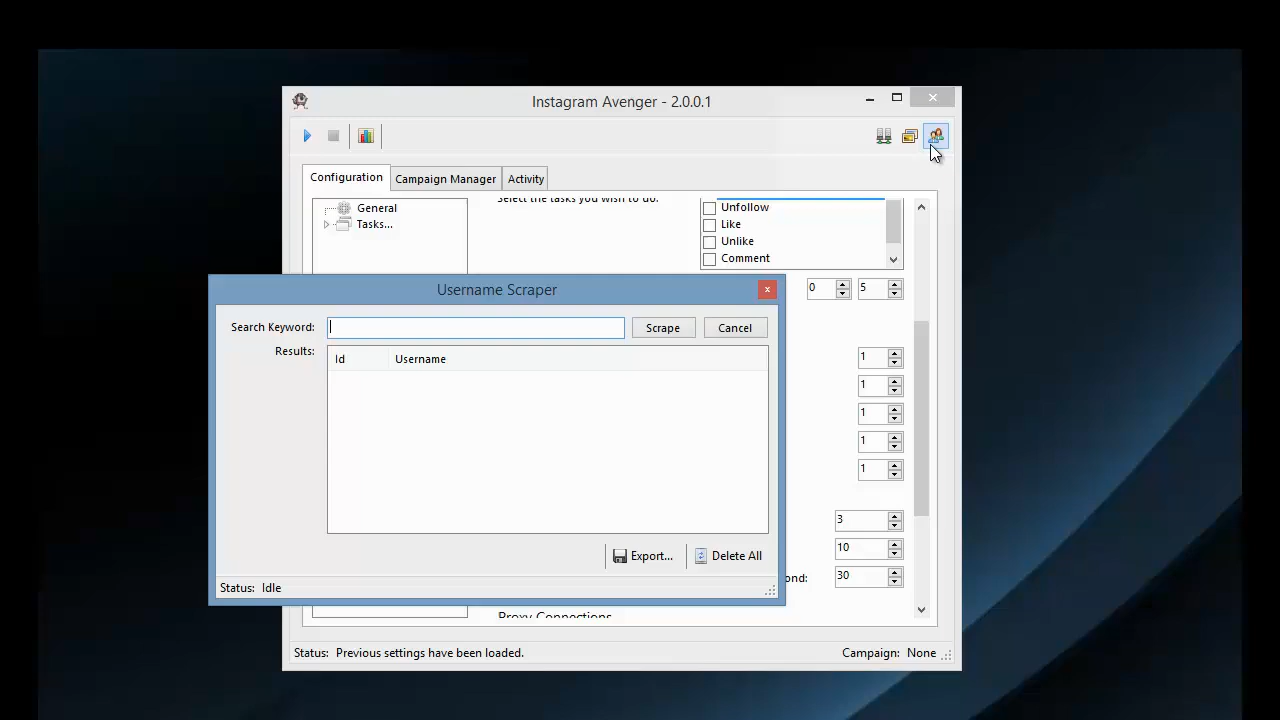 Instagram Avenger - 2.0.0.1
Configuration
Campaign Manager
Activity
General
Tasks...
Select the tasks you wish to do.
Unfollow
Like
Unlike
Comment
0
5
Username Scraper
x
Search Keyword:
Scrape
Cancel
Results:
Id
Username
1
1
1
1
1
3
10
ond:
30
Export...
Delete All
Status: Idle
Proxy Connections
Status: Previous settings have been loaded.
Campaign: None